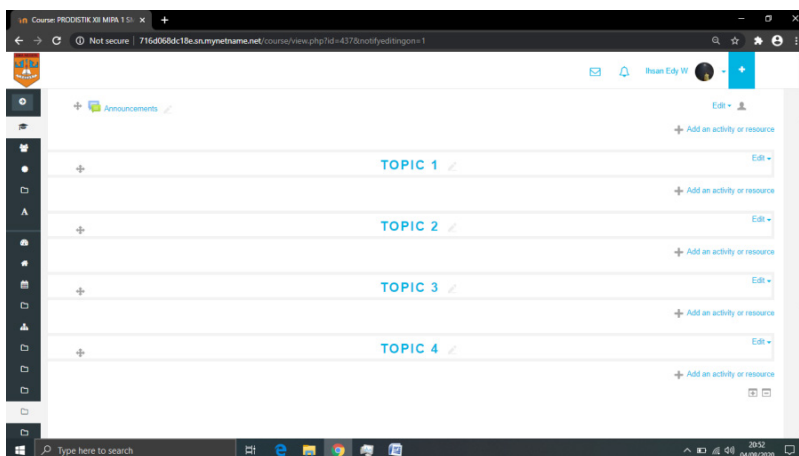 Course: PRODISTIK XII MIPA 1
Not secure | 716d068dc18e.sn.mynetname.net/course/view.php?id=437&notifyeditingon=1
Ihsan Edy W
Announcements
Edit
Add an activity or resource
TOPIC 1
Edit
Add an activity or resource
TOPIC 2
Edit
Add an activity or resource
TOPIC 3
Edit
Add an activity or resource
TOPIC 4
Edit
Add an activity or resource
Type here to search
20:52
04/08/2020